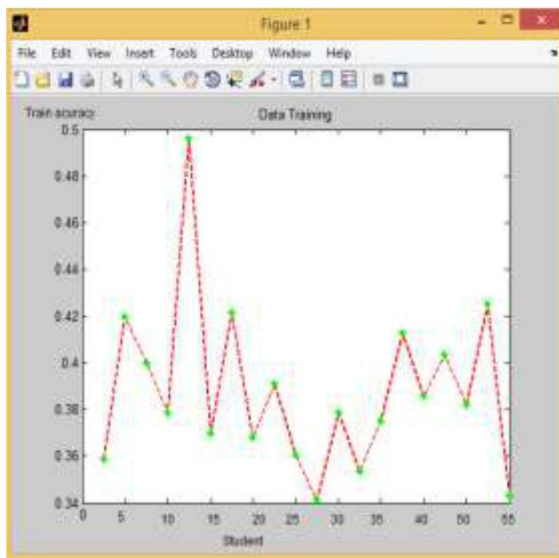 Figure 1
File Edit View Insert Tools Desktop Window Help
Train acuracy
Data Training
0.5
0.48
0.46
0.44
0.42
0.4
0.38
0.36
0.34
0 5 10 15 20 25 30 35 40 45 50 55
Student